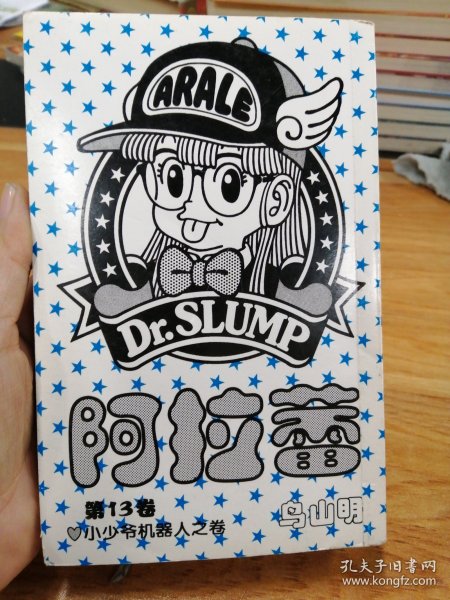 ARALE
Dr.SLUMP
阿拉蕾
第13卷
♡小少爷机器人之卷
鸟山明
孔夫子旧书网
www.kongfz.com